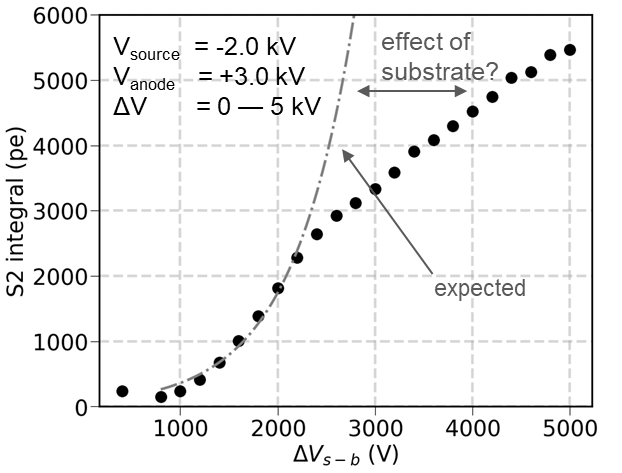 6000
5000
4000
3000
2000
1000
0
S2 integral (pe)
V_source = -2.0 kV
V_anode = +3.0 kV
ΔV = 0 — 5 kV
effect of
substrate?
expected
1000 2000 3000 4000 5000
ΔV_{s-b} (V)